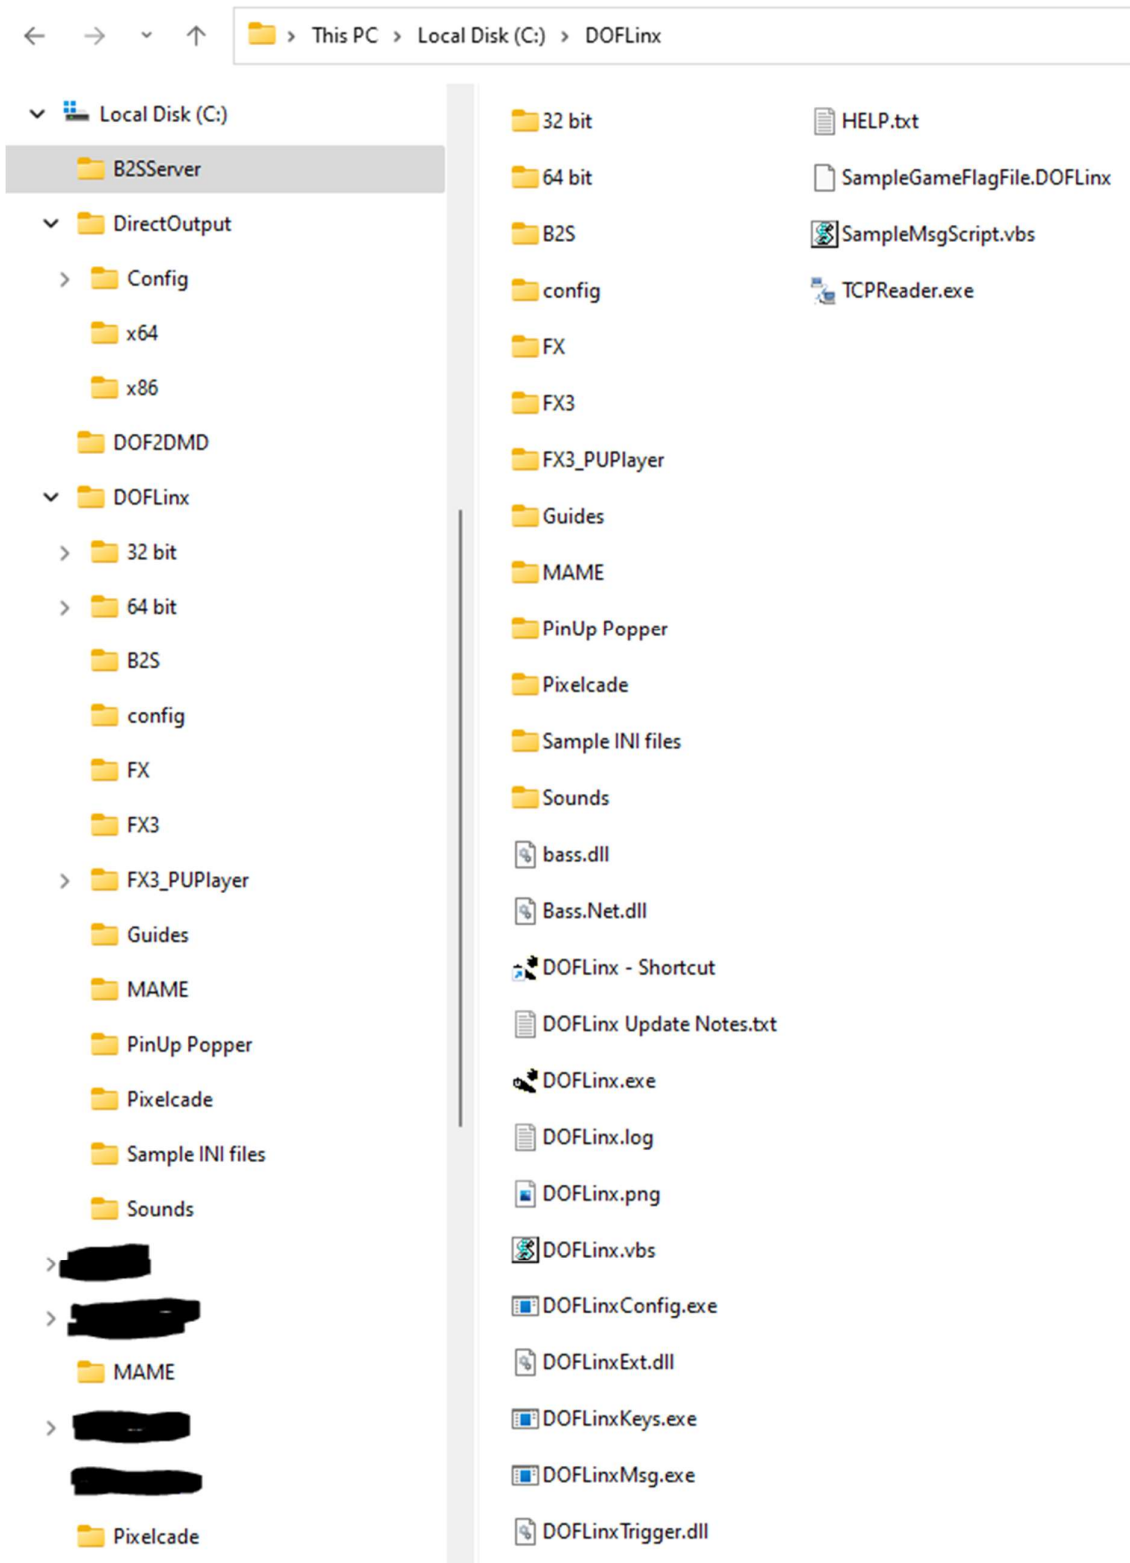 This PC > Local Disk (C:) > DOFLinx
Local Disk (C:)
B2SServer
DirectOutput
Config
x64
x86
DOF2DMD
DOFLinx
32 bit
64 bit
B2S
config
FX
FX3
FX3_PUPlayer
Guides
MAME
PinUp Popper
Pixelcade
Sample INI files
Sounds
MAME
Pixelcade
32 bit
64 bit
B2S
config
FX
FX3
FX3_PUPlayer
Guides
MAME
PinUp Popper
Pixelcade
Sample INI files
Sounds
bass.dll
Bass.Net.dll
DOFLinx - Shortcut
DOFLinx Update Notes.txt
DOFLinx.exe
DOFLinx.log
DOFLinx.png
DOFLinx.vbs
DOFLinxConfig.exe
DOFLinxExt.dll
DOFLinxKeys.exe
DOFLinxMsg.exe
DOFLinxTrigger.dll
HELP.txt
SampleGameFlagFile.DOFLinx
SampleMsgScript.vbs
TCPReader.exe